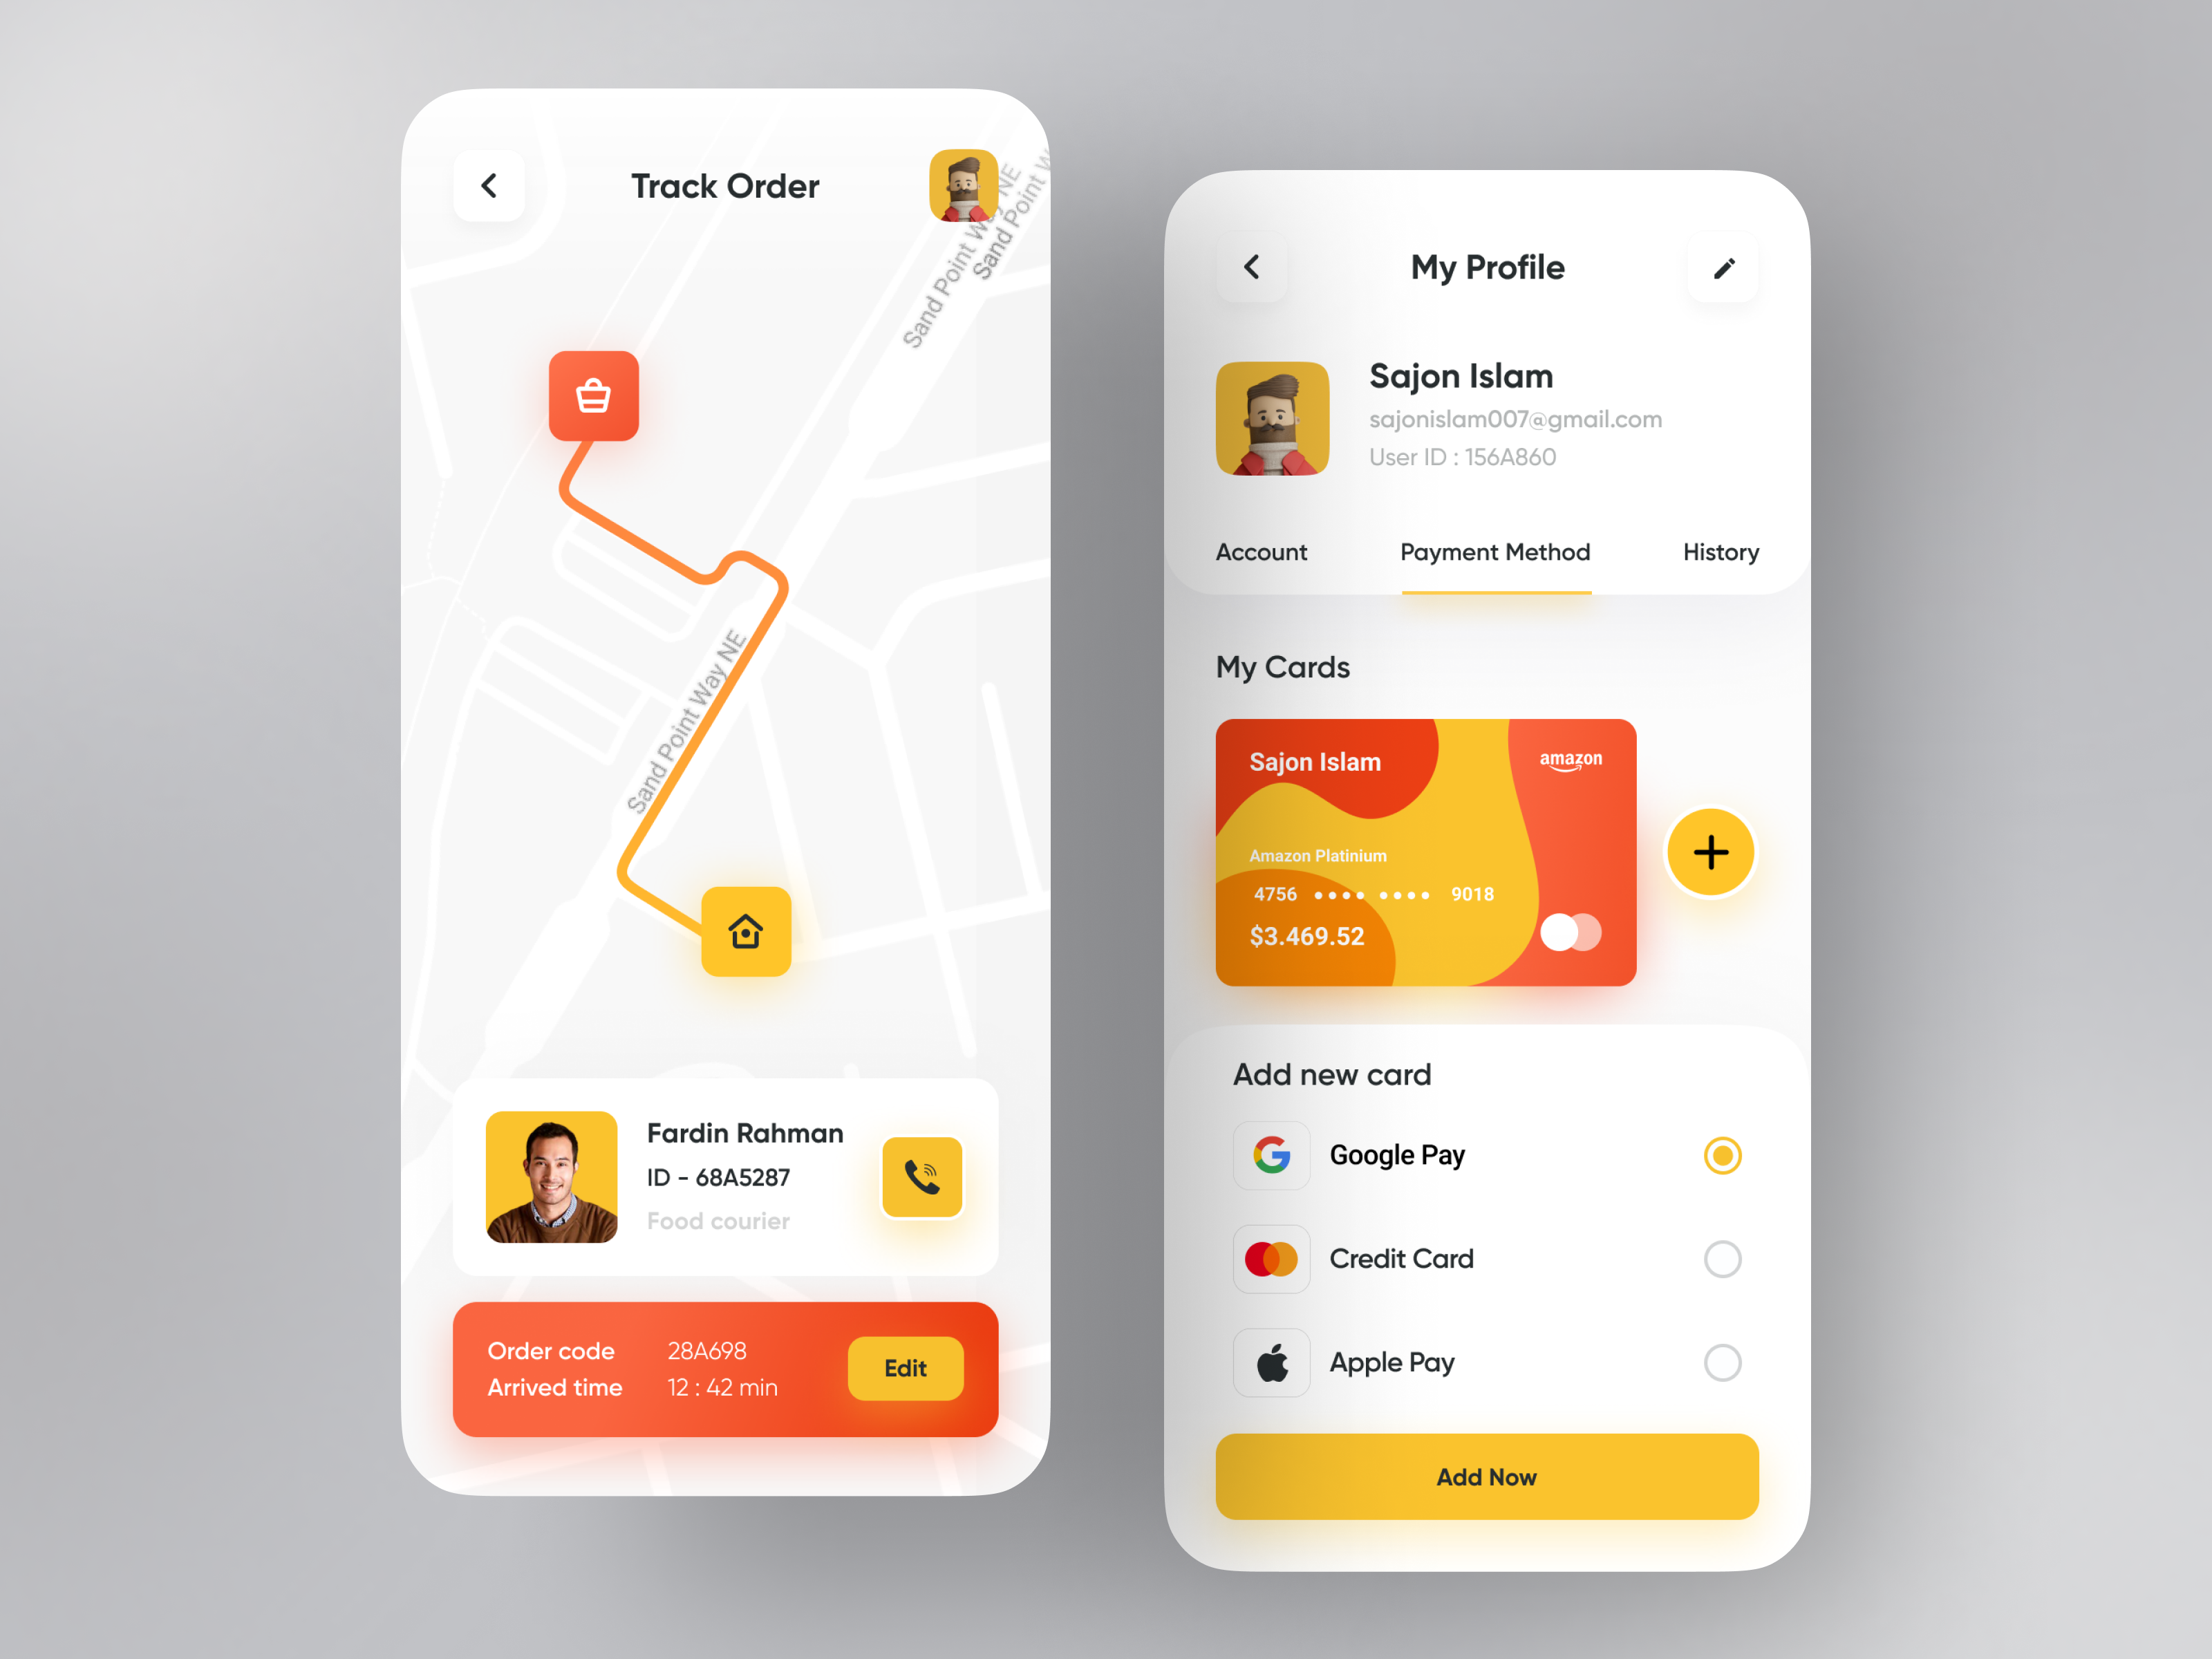 Track Order
Sand Point Way NE
Sand Point W
Sand Point Way NE
Fardin Rahman
ID - 68A5287
Food courier
Order code 28A698
Arrived time 12 : 42 min
Edit
My Profile
Sajon Islam
sajonislam007@gmail.com
User ID : 156A860
Account Payment Method History
My Cards
Sajon Islam
amazon
Amazon Platinium
4756 •••• •••• 9018
$3.469.52
Add new card
Google Pay
Credit Card
Apple Pay
Add Now